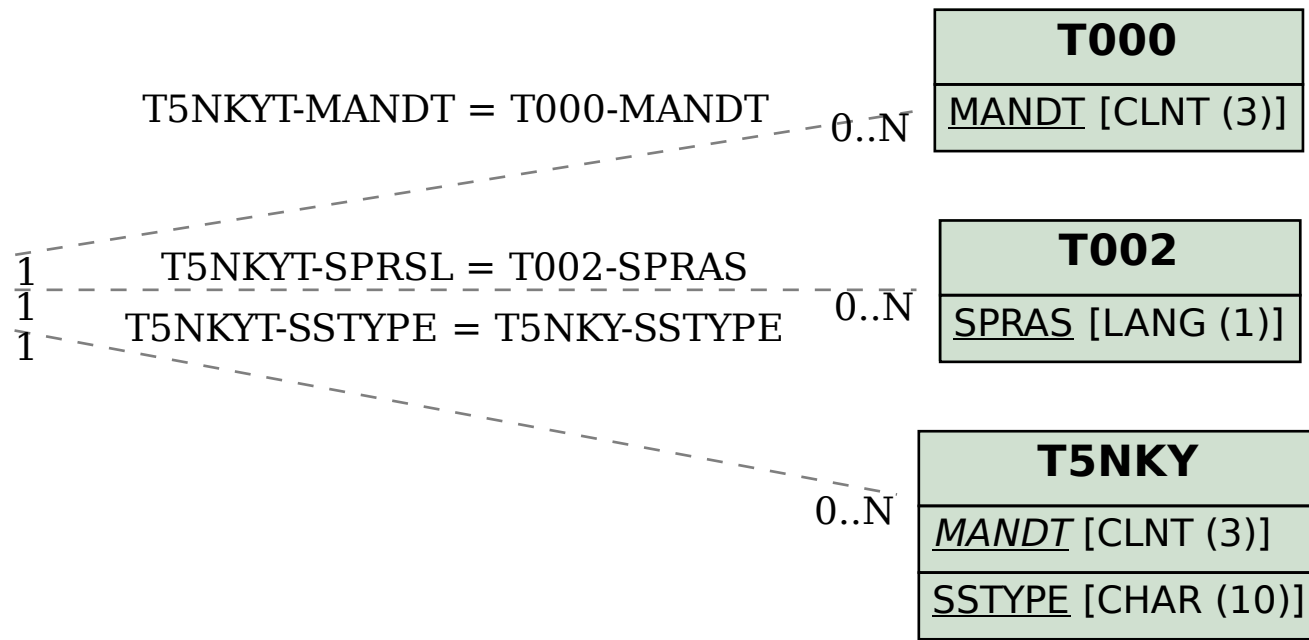 T000
MANDT [CLNT (3)]
T5NKYT-MANDT = T000-MANDT
0..N
1
T5NKYT-SPRSL = T002-SPRAS
0..N
1
T002
SPRAS [LANG (1)]
T5NKYT-SSTYPE = T5NKY-SSTYPE
1
0..N
T5NKY
MANDT [CLNT (3)]
SSTYPE [CHAR (10)]